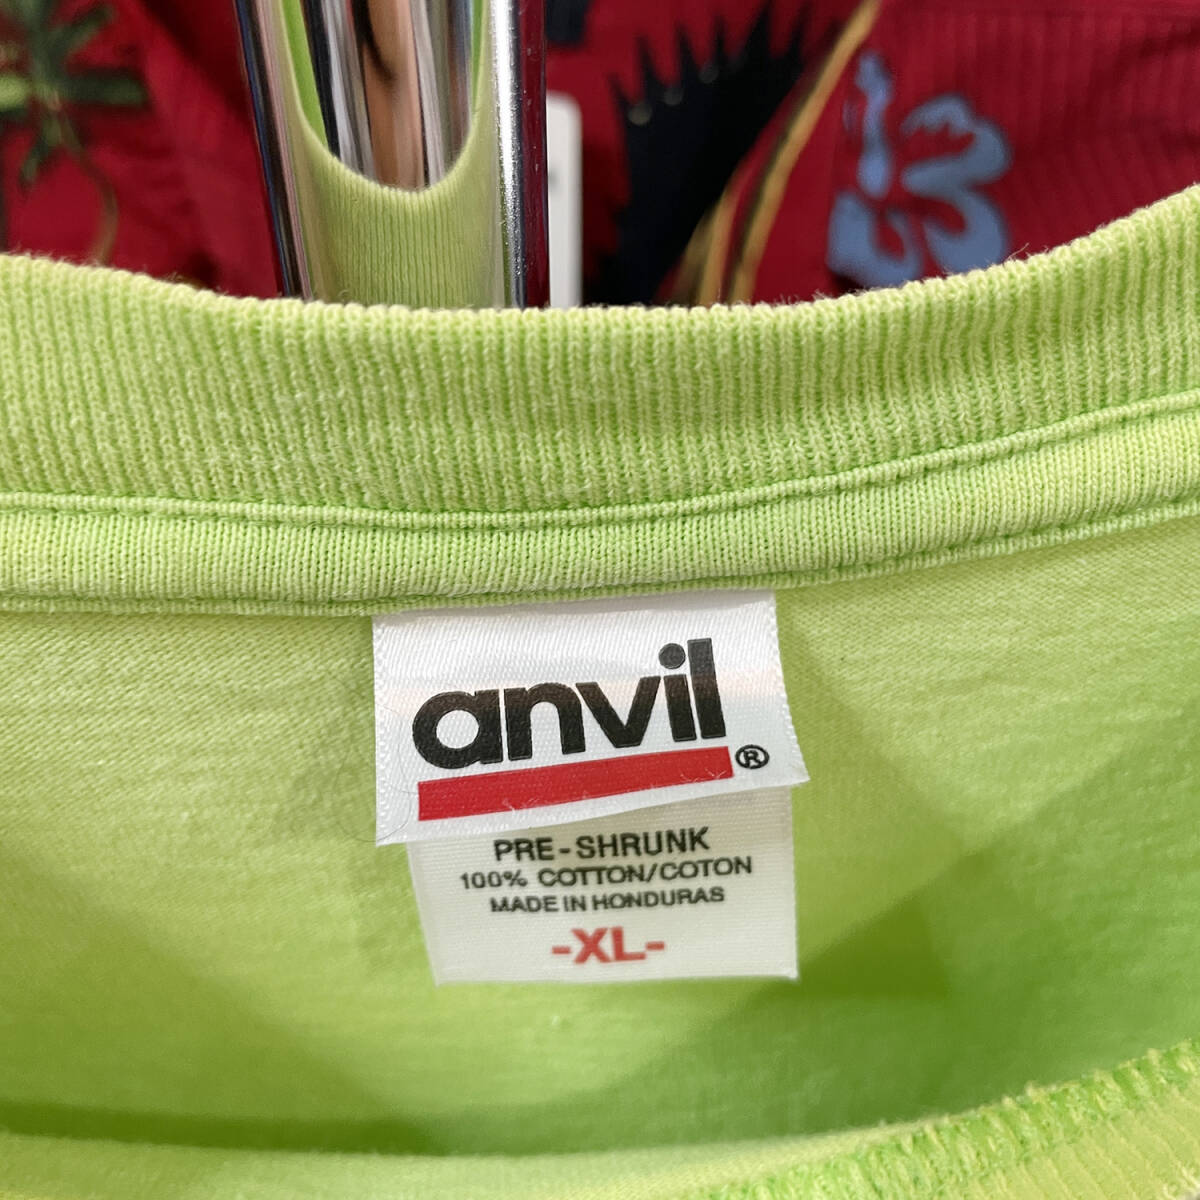 anvil®
PRE-SHRUNK
100% COTTON/COTON
MADE IN HONDURAS
-XL-